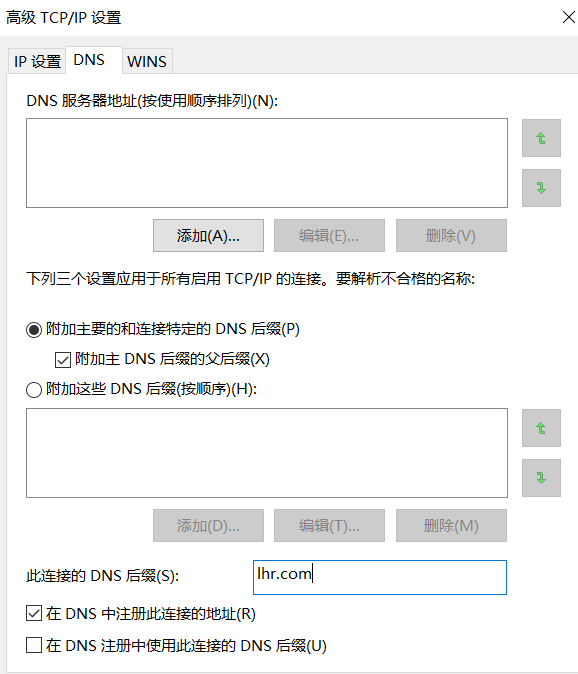 高级 TCP/IP 设置
IP 设置 DNS WINS
DNS 服务器地址(按使用顺序排列)(N):
添加(A)... 编辑(E)... 删除(V)
下列三个设置应用于所有启用 TCP/IP 的连接。要解析不合格的名称:
附加主要的和连接特定的 DNS 后缀(P)
附加主 DNS 后缀的父后缀(X)
附加这些 DNS 后缀(按顺序)(H):
添加(D)... 编辑(T)... 删除(M)
此连接的 DNS 后缀(S): lhr.com
在 DNS 中注册此连接的地址(R)
在 DNS 注册中使用此连接的 DNS 后缀(U)